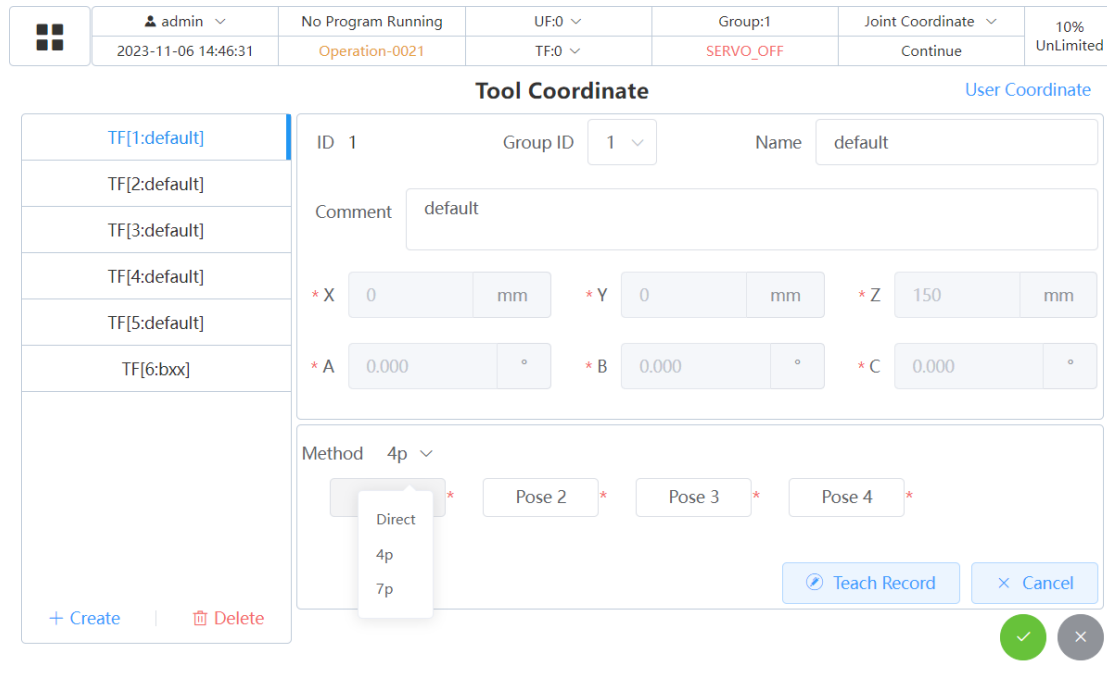 admin No Program Running UF:0 Group:1 Joint Coordinate 10%
2023-11-06 14:46:31 Operation-0021 TF:0 SERVO_OFF Continue UnLimited
Tool Coordinate User Coordinate
TF[1:default]
TF[2:default]
TF[3:default]
TF[4:default]
TF[5:default]
TF[6:bxx]
+ Create
Delete
ID 1 Group ID 1 Name default
Comment default
* X 0 mm * Y 0 mm * Z 150 mm
* A 0.000 ° * B 0.000 ° * C 0.000 °
Method 4p
* Pose 2 * Pose 3 * Pose 4 *
Direct
4p
7p
Teach Record × Cancel